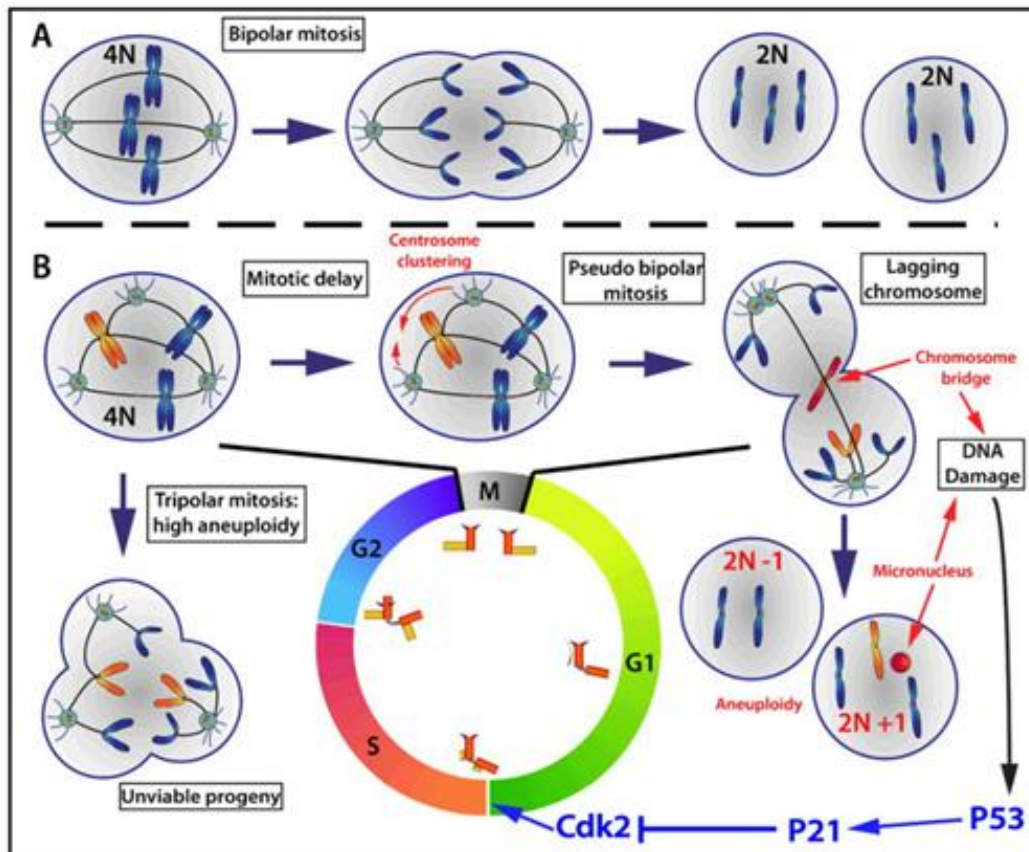 A
Bipolar mitosis
4N
2N
2N
B
Mitotic delay
Centrosome
clustering
Pseudo bipolar
mitosis
Lagging
chromosome
4N
Chromosome
bridge
DNA
Damage
Tripolar mitosis:
high aneuploidy
M
G2
G1
S
2N -1
Micronucleus
Aneuploidy
2N +1
Unviable progeny
Cdk2
P21
P53